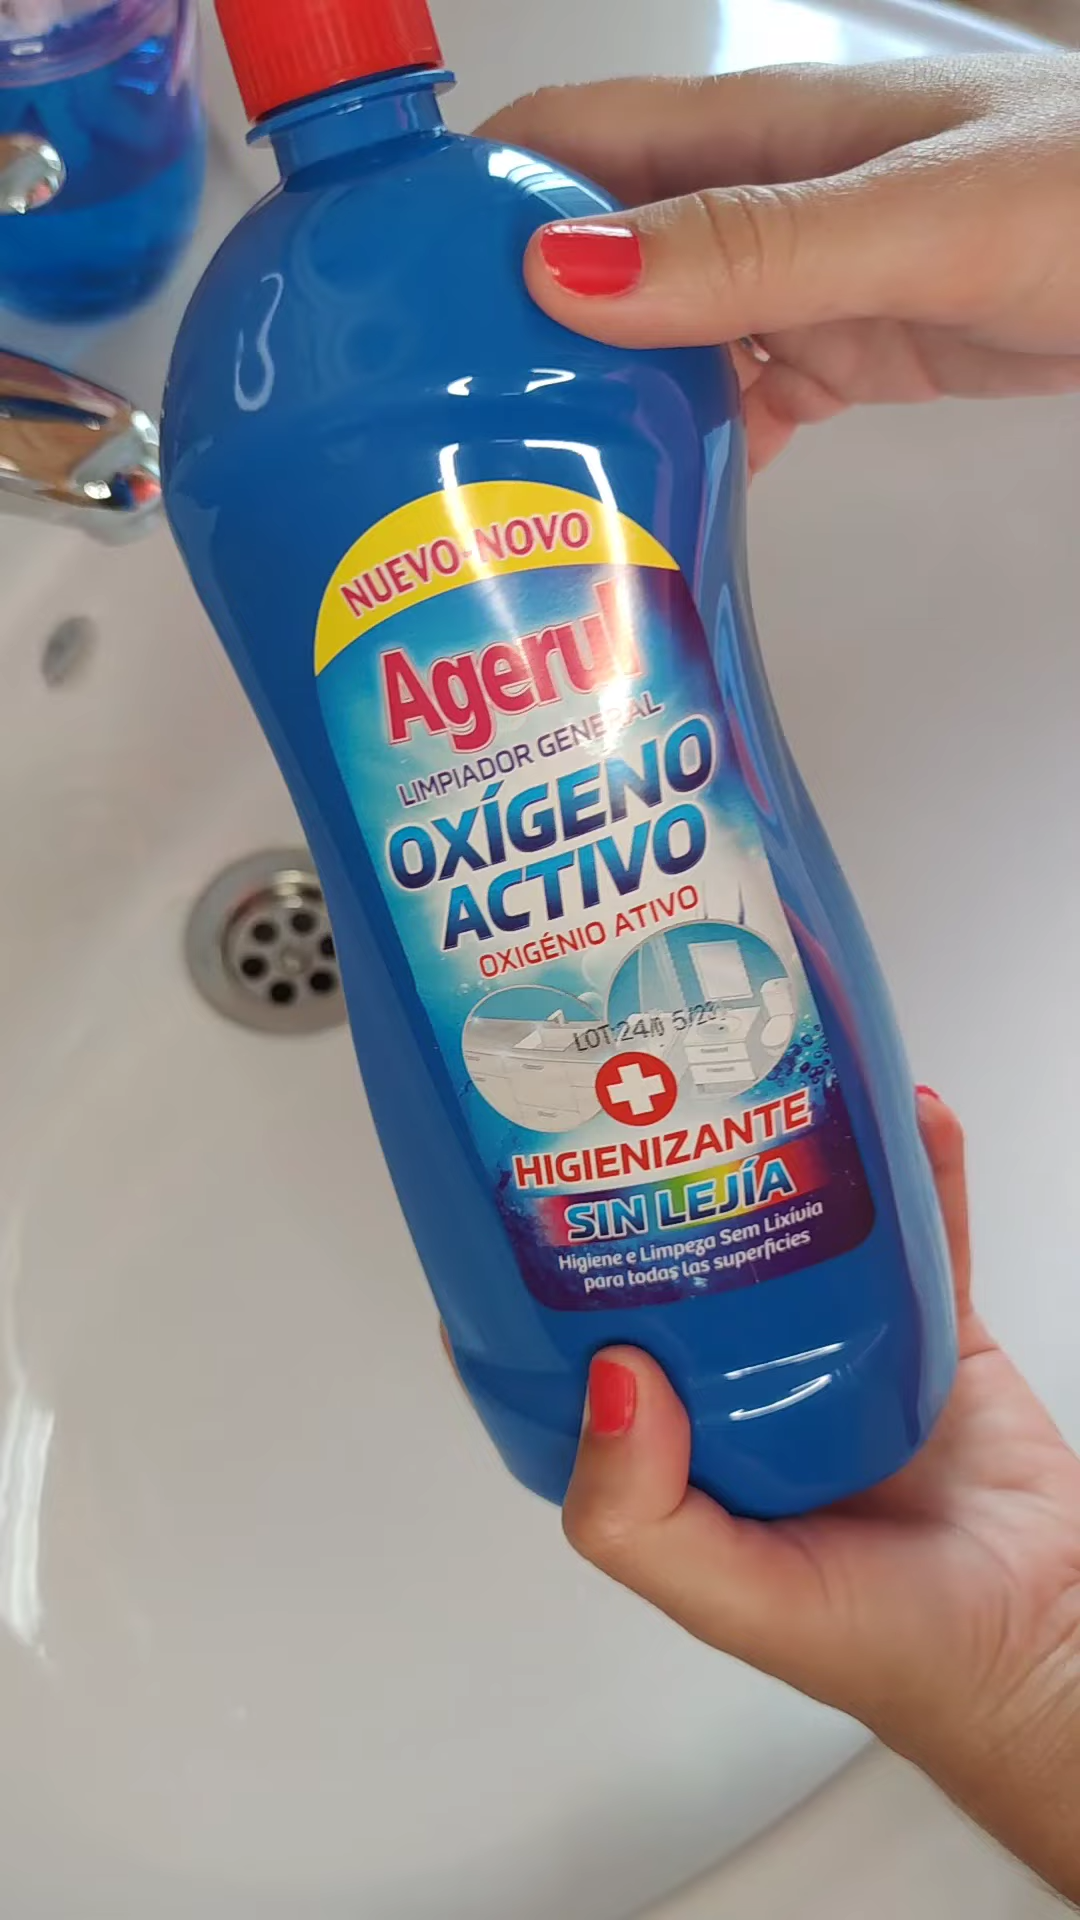 NUEVO-NOVO
Agerul
LIMPIADOR GENERAL
OXÍGENO
ACTIVO
OXIGÉNIO ATIVO
HIGIENIZANTE
SIN LEJÍA
Higiene e Limpeza Sem Lixívia
para todas las superficies